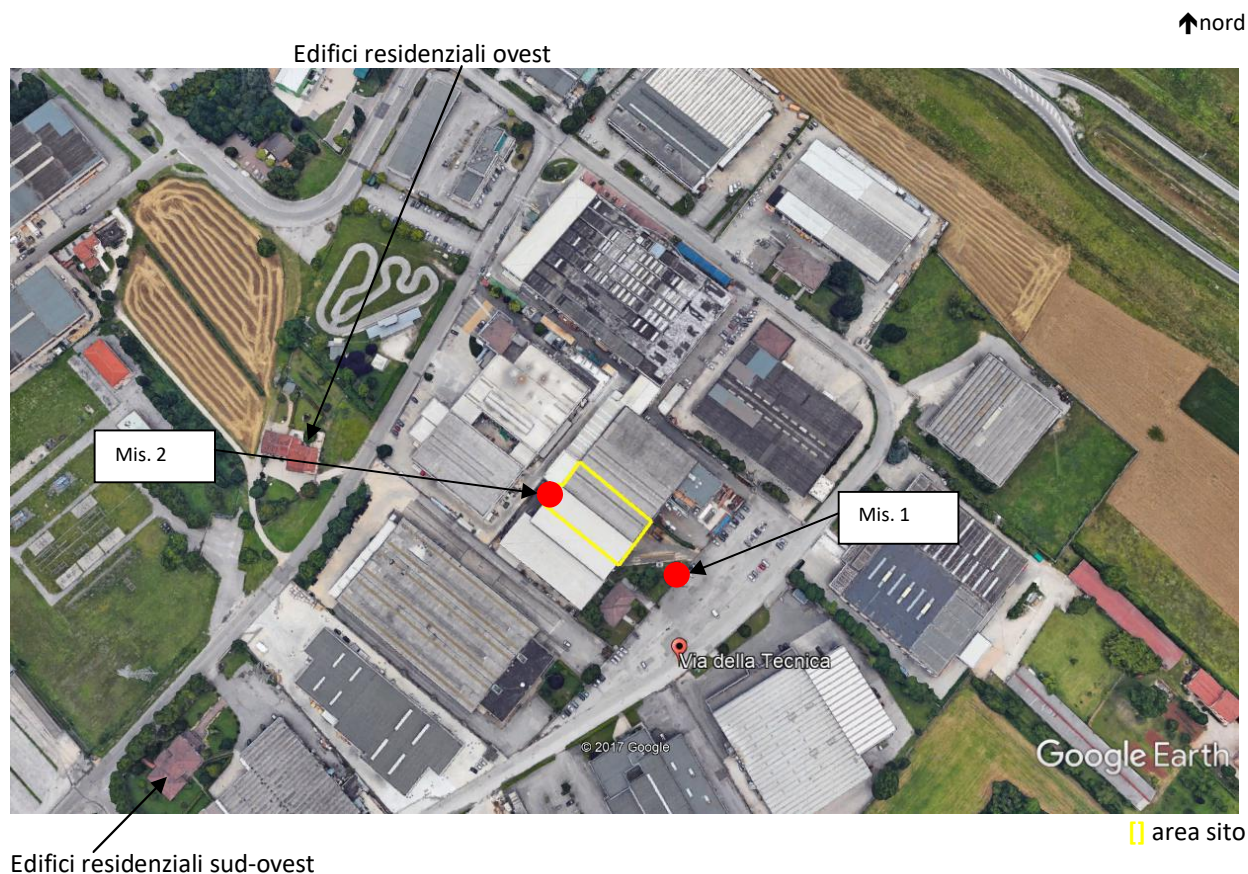 🡹nord
Edifici residenziali ovest
Mis. 2
Mis. 1
Via della Tecnica
© 2017 Google
Google Earth
[] area sito
Edifici residenziali sud-ovest